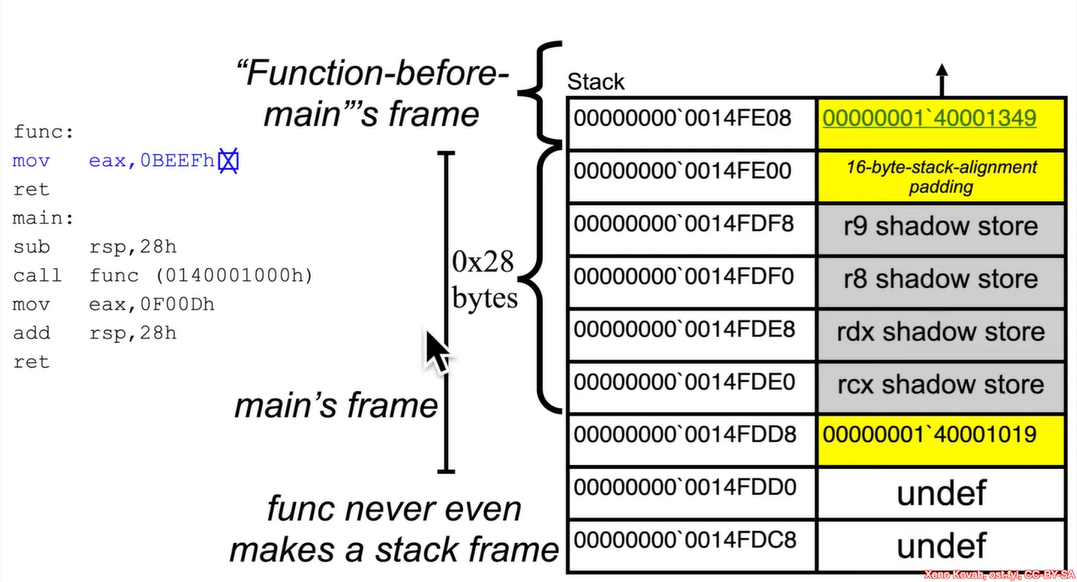 “Function-before-
main”’s frame
func:
mov eax,0BEEFh
ret
main:
sub rsp,28h
call func (0140001000h)
mov eax,0F00Dh
add rsp,28h
ret
0x28
bytes
main’s frame
func never even
makes a stack frame
Stack
00000000`0014FE08 00000001`40001349
00000000`0014FE00 16-byte-stack-alignment
padding
00000000`0014FDF8 r9 shadow store
00000000`0014FDF0 r8 shadow store
00000000`0014FDE8 rdx shadow store
00000000`0014FDE0 rcx shadow store
00000000`0014FDD8 00000001`40001019
00000000`0014FDD0 undef
00000000`0014FDC8 undef
Xeno Kovah, ost.fyi, CC-BY-SA